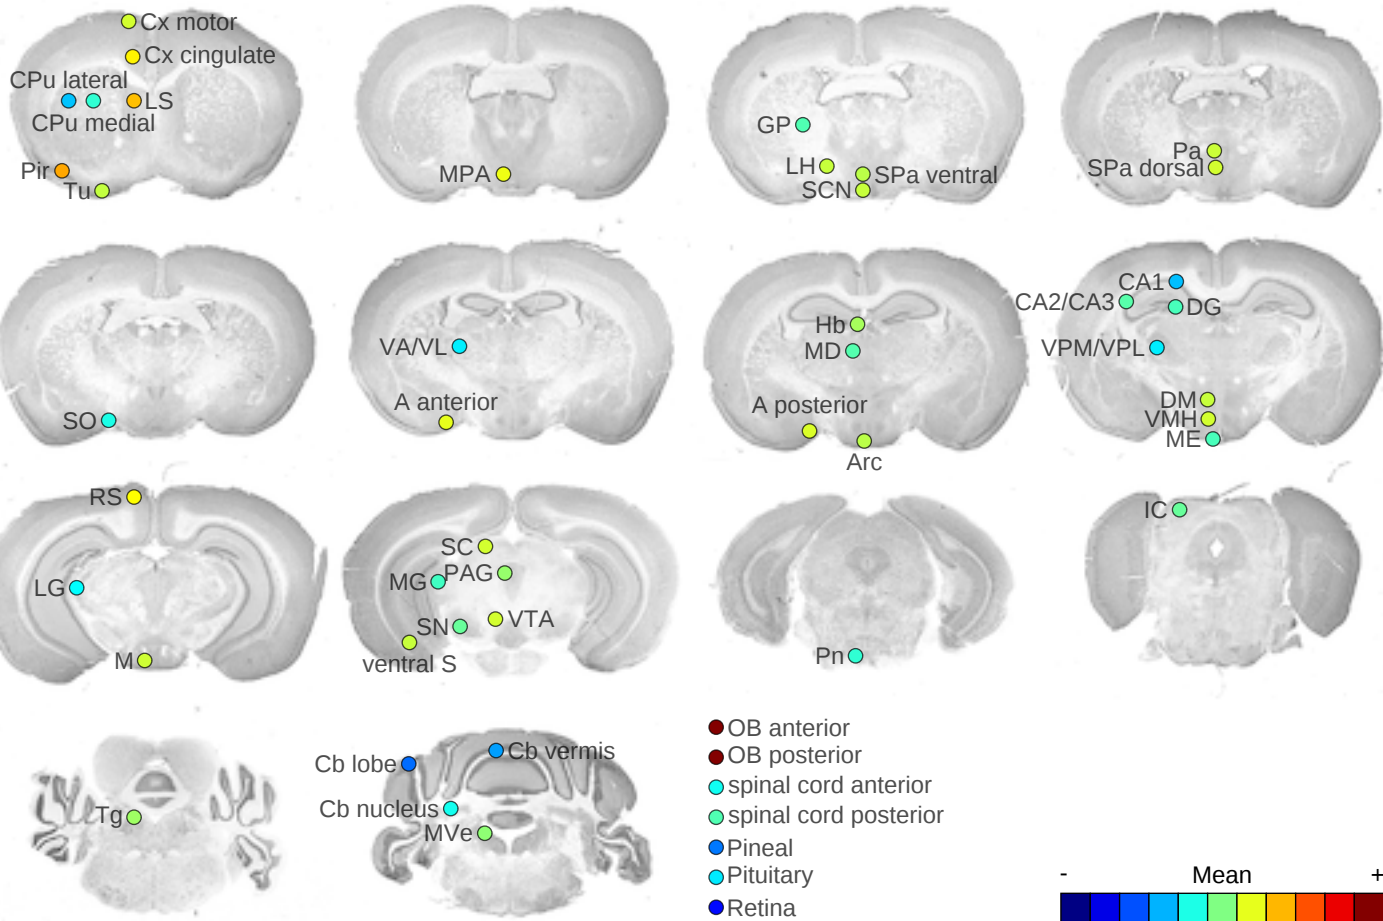 Cx motor
Cx cingulate
CPu lateral
LS
CPu medial
Pir
Tu
MPA
GP
LH
SPa ventral
SCN
Pa
SPa dorsal
SO
VA/VL
A anterior
Hb
MD
A posterior
Arc
CA1
CA2/CA3
DG
VPM/VPL
DM
VMH
ME
RS
LG
M
SC
MG
PAG
SN
VTA
ventral S
Pn
IC
Tg
Cb lobe
Cb vermis
Cb nucleus
MVe
OB anterior
OB posterior
spinal cord anterior
spinal cord posterior
Pineal
Pituitary
Retina
- Mean +